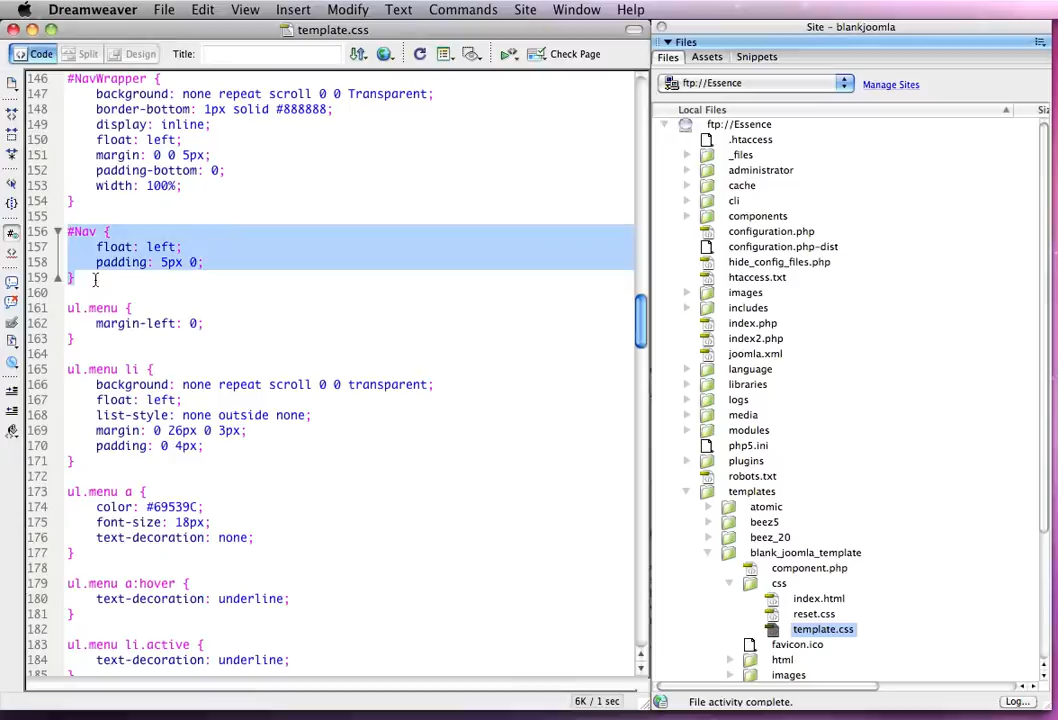 Dreamweaver File Edit View Insert Modify Text Commands Site Window Help
template.css
Code Split Design Title: Check Page
146 #NavWrapper {
147 background: none repeat scroll 0 0 Transparent;
148 border-bottom: 1px solid #888888;
149 display: inline;
150 float: left;
151 margin: 0 0 5px;
152 padding-bottom: 0;
153 width: 100%;
154 }
155
156 #Nav {
157 float: left;
158 padding: 5px 0;
159 }
160
161 ul.menu {
162 margin-left: 0;
163 }
164
165 ul.menu li {
166 background: none repeat scroll 0 0 transparent;
167 float: left;
168 list-style: none outside none;
169 margin: 0 26px 0 3px;
170 padding: 0 4px;
171 }
172
173 ul.menu a {
174 color: #69539C;
175 font-size: 18px;
176 text-decoration: none;
177 }
178
179 ul.menu a:hover {
180 text-decoration: underline;
181 }
182
183 ul.menu li.active {
184 text-decoration: underline;
185 }
6K / 1 sec
Site - blankjoomla
Files
Files Assets Snippets
ftp://Essence Manage Sites
Local Files Siz
ftp://Essence
.htaccess
_files
administrator
cache
cli
components
configuration.php
configuration.php-dist
hide_config_files.php
htaccess.txt
images
includes
index.php
index2.php
joomla.xml
language
libraries
logs
media
modules
php5.ini
plugins
robots.txt
templates
atomic
beez5
beez_20
blank_joomla_template
component.php
css
index.html
reset.css
template.css
favicon.ico
html
images
File activity complete. Log...